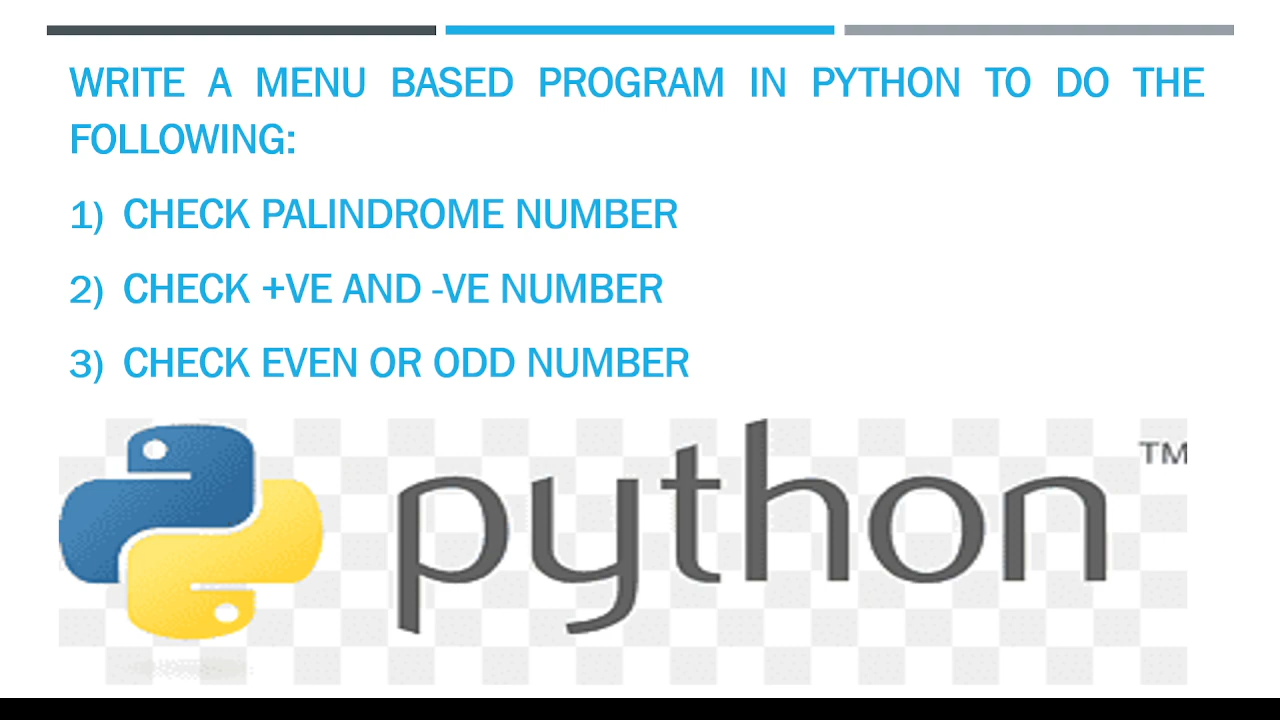 WRITE A MENU BASED PROGRAM IN PYTHON TO DO THE
FOLLOWING:
1) CHECK PALINDROME NUMBER
2) CHECK +VE AND -VE NUMBER
3) CHECK EVEN OR ODD NUMBER
python TM